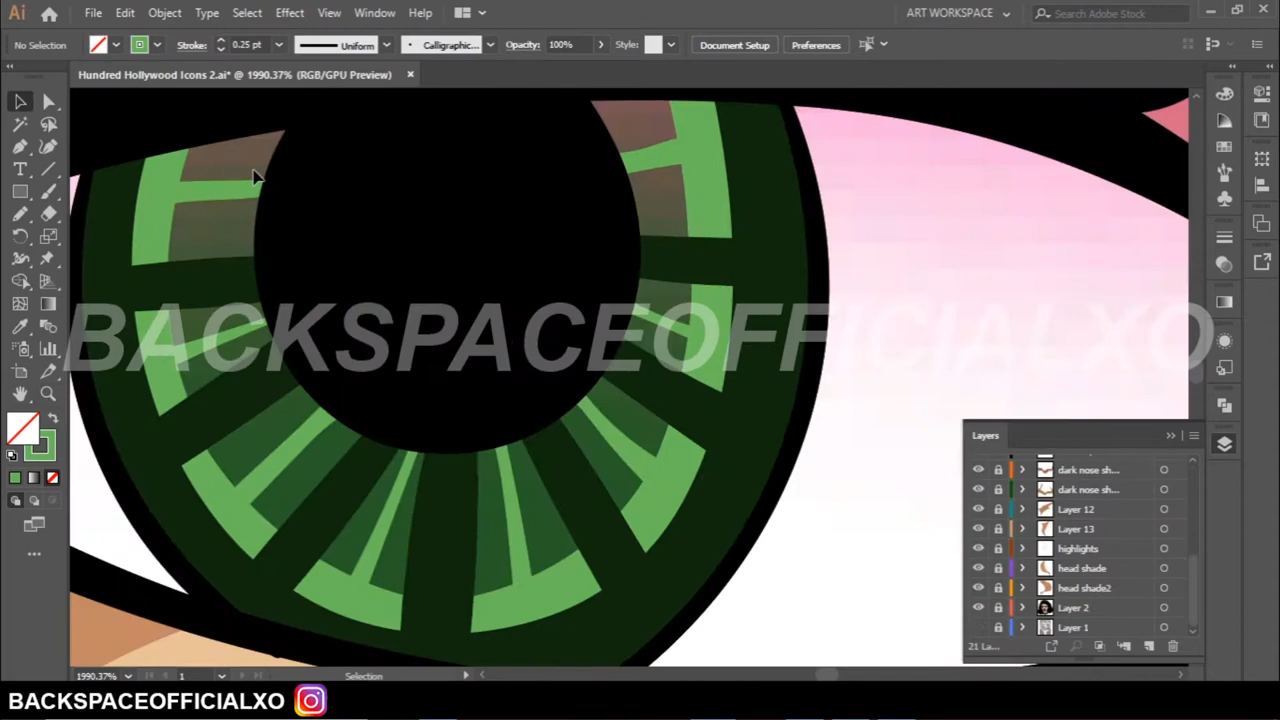 Ai File Edit Object Type Select Effect View Window Help ART WORKSPACE Search Adobe Stock
No Selection Stroke: 0.25 pt Uniform Calligraphic... Opacity: 100% Style: Document Setup Preferences
Hundred Hollywood Icons 2.ai* @ 1990.37% (RGB/GPU Preview) ×
BACKSPACEOFFICIALXO
Layers
dark nose sh...
dark nose sh...
Layer 12
Layer 13
highlights
head shade
head shade2
Layer 2
Layer 1
21 La...
1990.37% 1 Selection
BACKSPACEOFFICIALXO